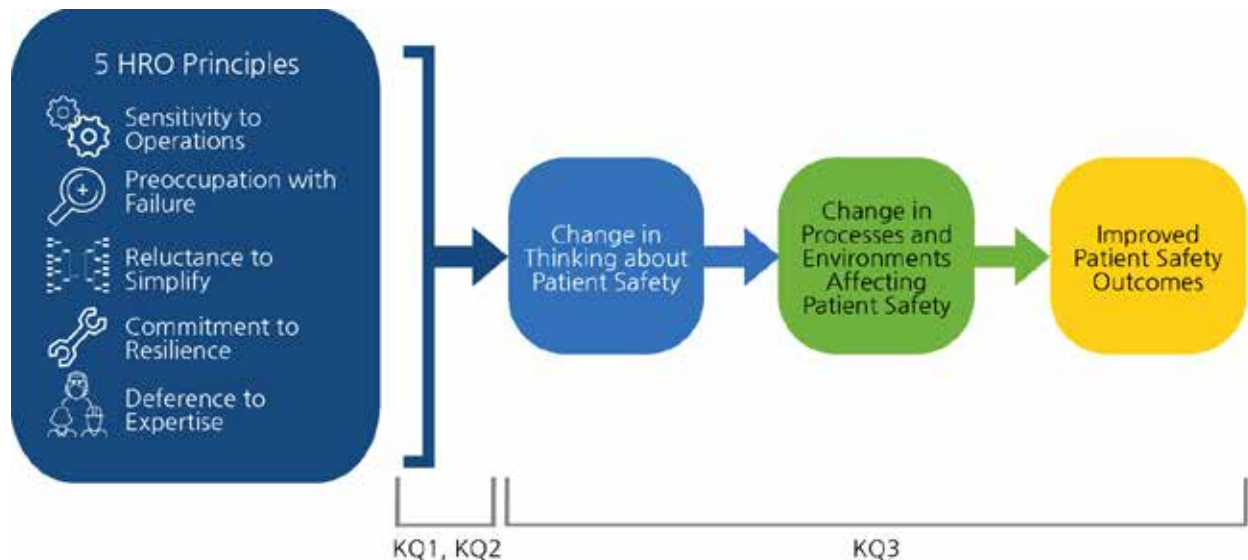 5 HRO Principles
Sensitivity to
Operations
Preoccupation with
Failure
Reluctance to
Simplify
Commitment to
Resilience
Deference to
Expertise
Change in
Thinking about
Patient Safety
Change in
Processes and
Environments
Affecting
Patient Safety
Improved
Patient Safety
Outcomes
KQ1, KQ2
KQ3